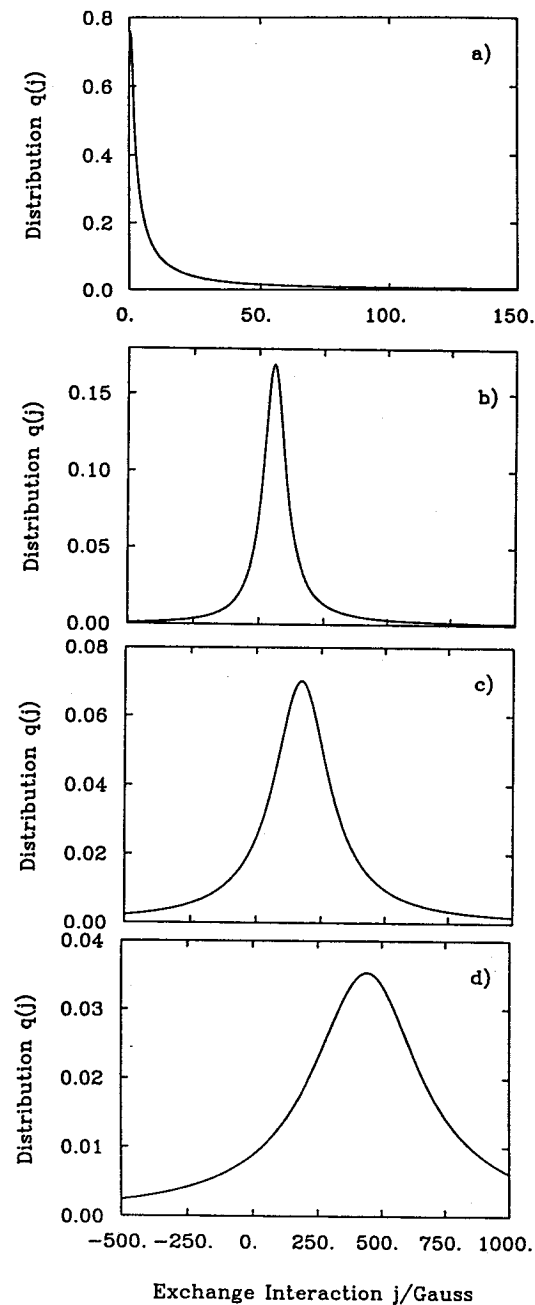 0.8
a)
0.6
0.4
0.2
0.0
Distribution q(j)
0. 50. 100. 150.
0.15
b)
0.10
0.05
0.00
Distribution q(j)
0.08
c)
0.06
0.04
0.02
0.00
Distribution q(j)
0.04
d)
0.03
0.02
0.01
0.00
Distribution q(j)
−500. −250. 0. 250. 500. 750. 1000.
Exchange Interaction j/Gauss